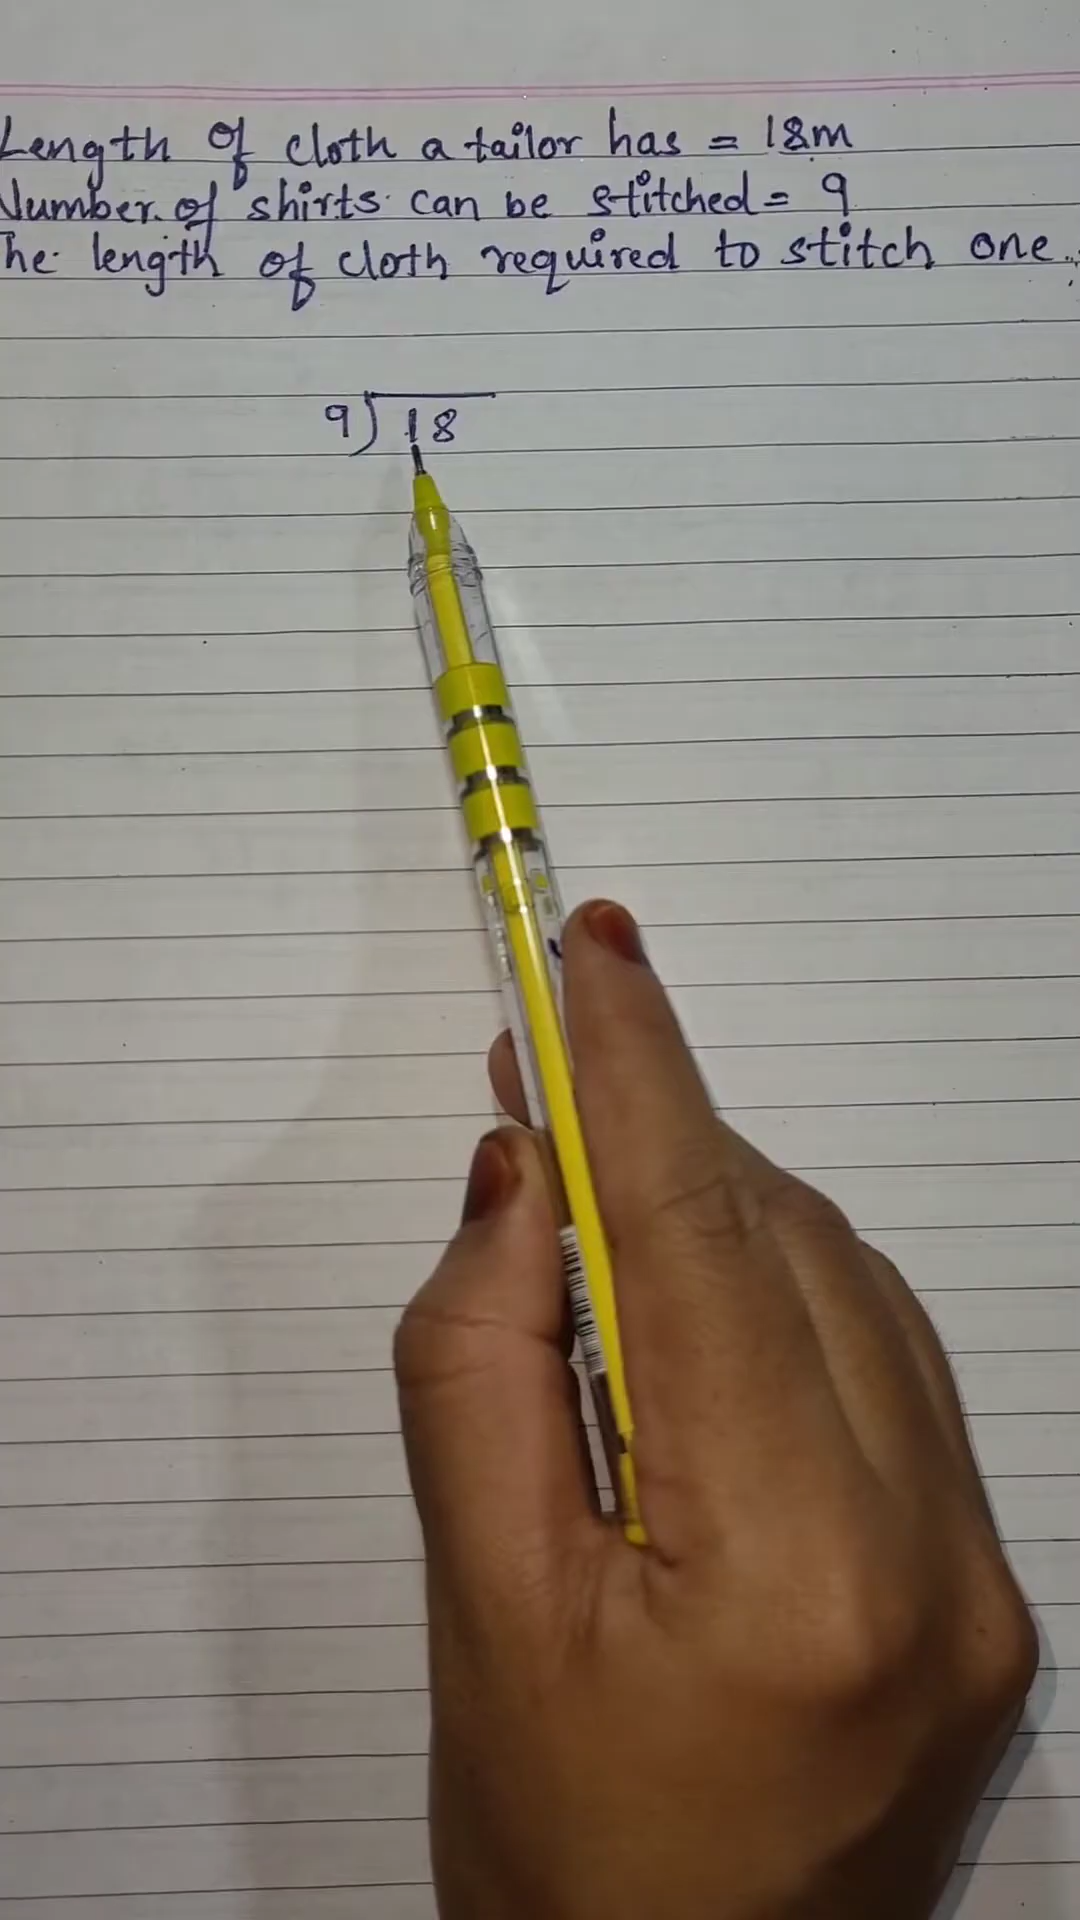 Length of cloth a tailor has = 18m
Number of shirts can be stitched = 9
The length of cloth required to stitch one
9) 18